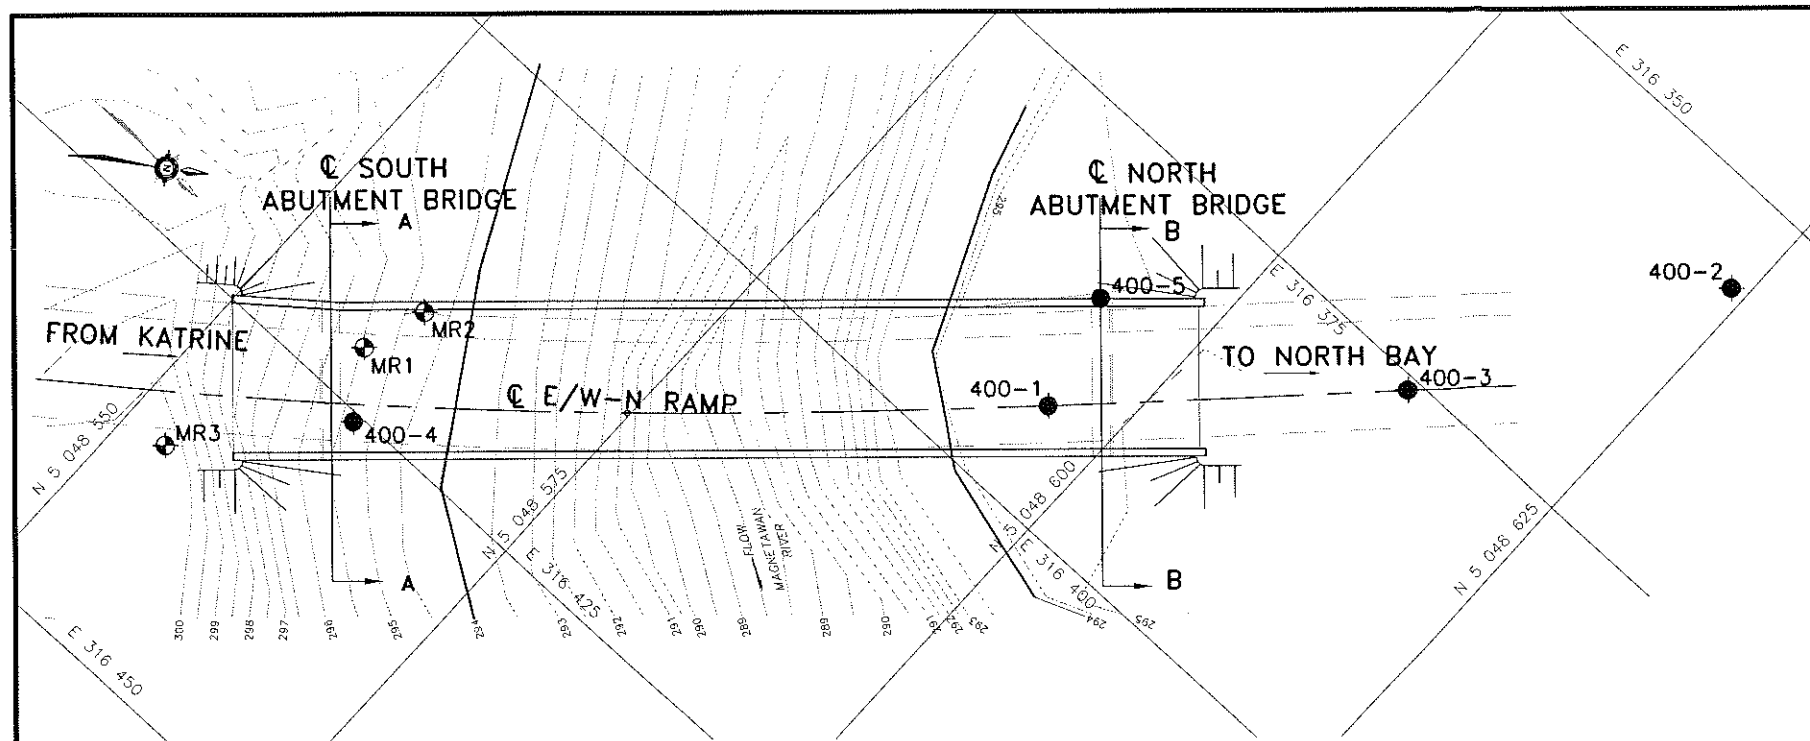 E 316 350
N
℄ SOUTH
ABUTMENT BRIDGE
A
℄ NORTH
ABUTMENT BRIDGE
B
295
E 316 375
400-2
400-5
MR2
FROM KATRINE
MR1
TO NORTH BAY
400-3
400-1
℄ E/W-N RAMP
400-4
MR3
N 5 048 550
N 5 048 575
N 5 048 600
N 5 048 625
FLOW
MAGNETAWAN
RIVER
A
B
E 316 425
E 316 400
300
299
298
297
296
295
294
293
292
291
290
289
289
290
291
292
293
294
295
E 316 450